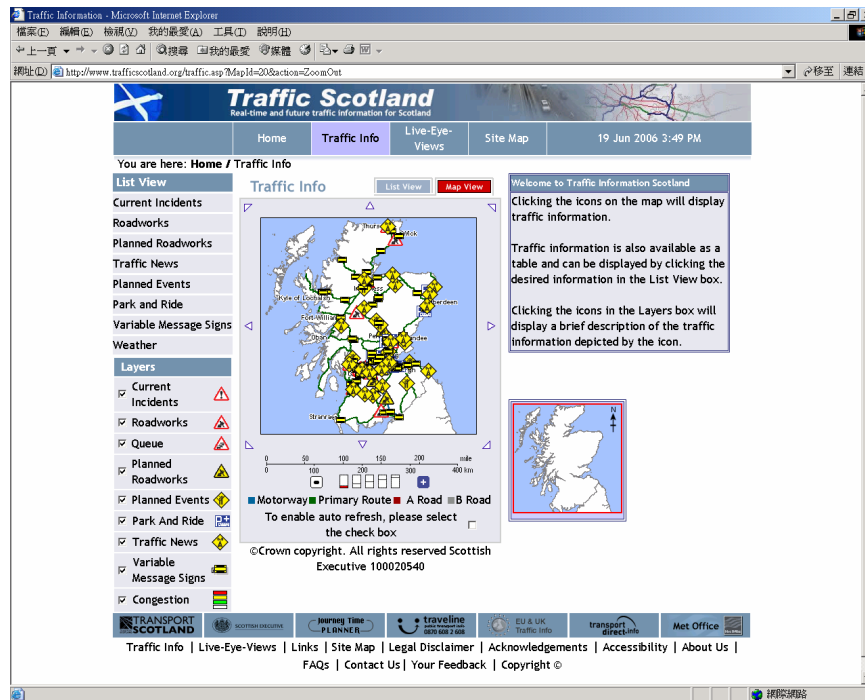 Traffic Information - Microsoft Internet Explorer
檔案(F) 編輯(E) 檢視(V) 我的最愛(A) 工具(T) 說明(H)
上一頁 搜尋 我的最愛 媒體
網址(D) http://www.trafficscotland.org/traffic.asp?MapId=20&action=ZoomOut 移至 連結
Traffic Scotland
Real-time and future traffic information for Scotland
Home Traffic Info Live-Eye-Views Site Map 19 Jun 2006 3:49 PM
You are here: Home / Traffic Info
List View
Current Incidents
Roadworks
Planned Roadworks
Traffic News
Planned Events
Park and Ride
Variable Message Signs
Weather
Layers
Current
Incidents
Roadworks
Queue
Planned
Roadworks
Planned Events
Park And Ride
Traffic News
Variable
Message Signs
Congestion
Traffic Info List View Map View
Kyle of Lochalsh
Fort-William
Oban
Stranraer
0 50 100 150 200 mile
0 100 200 300 400 km
Motorway Primary Route A Road B Road
To enable auto refresh, please select
the check box
©Crown copyright. All rights reserved Scottish
Executive 100020540
Welcome to Traffic Information Scotland
Clicking the icons on the map will display
traffic information.
Traffic information is also available as a
table and can be displayed by clicking the
desired information in the List View box.
Clicking the icons in the Layers box will
display a brief description of the traffic
information depicted by the icon.
N
TRANSPORT
SCOTLAND
SCOTTISH EXECUTIVE
Journey Time
PLANNER
traveline
public transport info
0870 608 2 608
EU & UK
Traffic Info
transport
direct.info
Met Office
Traffic Info | Live-Eye-Views | Links | Site Map | Legal Disclaimer | Acknowledgements | Accessibility | About Us |
FAQs | Contact Us | Your Feedback | Copyright ©
網際網路